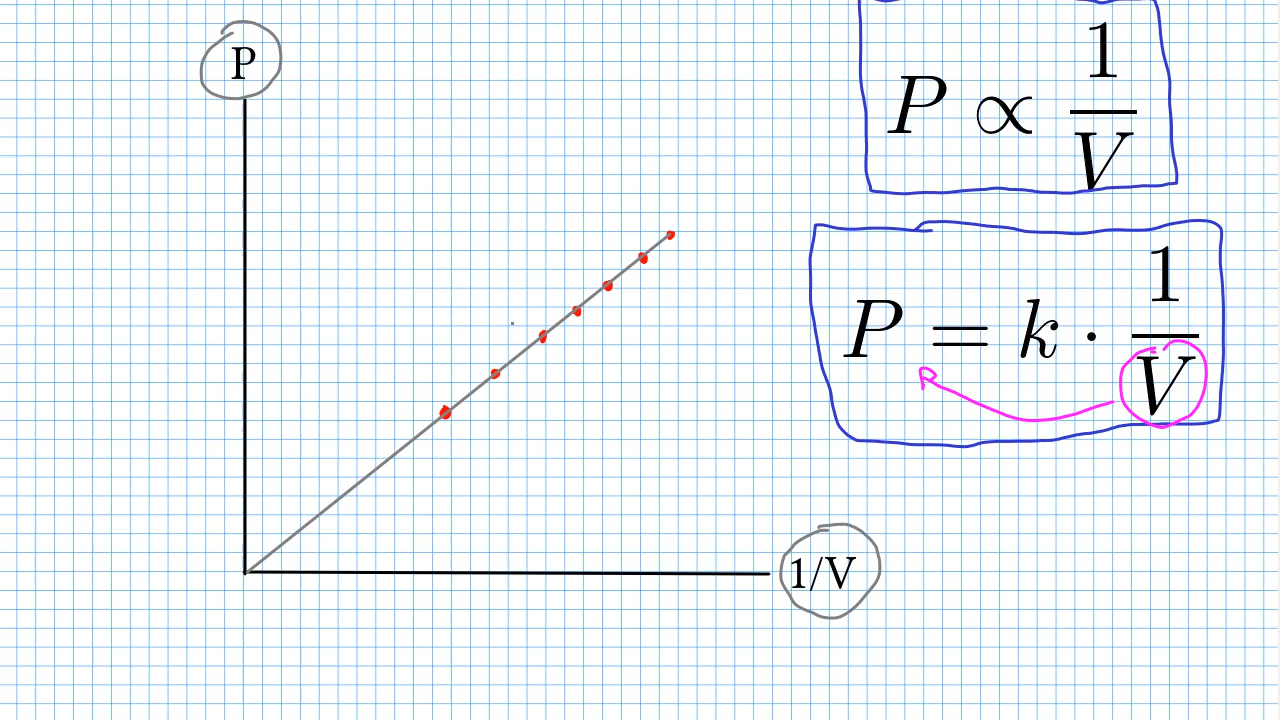 P
P ∝ 1/V
P = k · 1/V
1/V